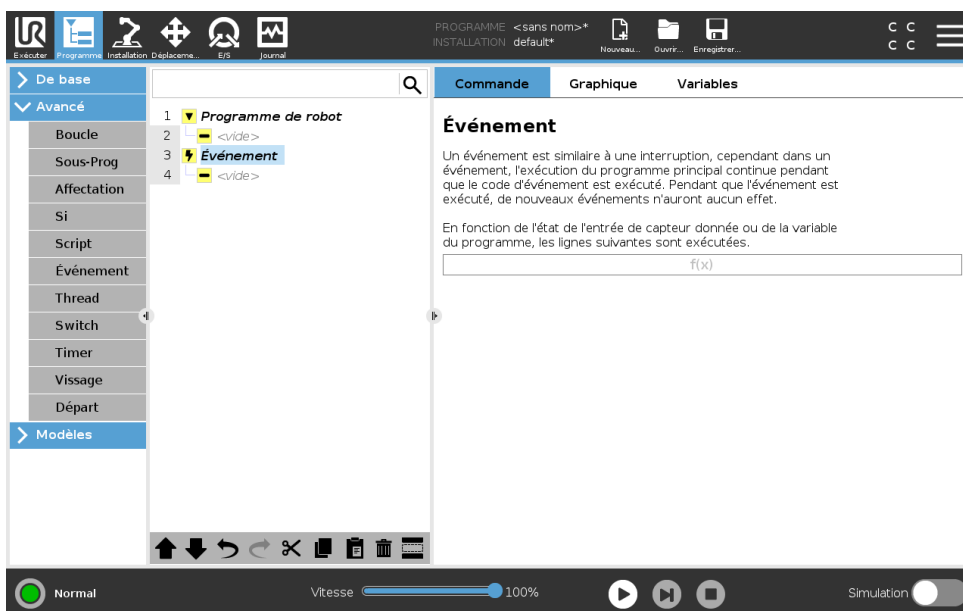 PROGRAMME <sans nom>*
INSTALLATION default*
Exécuter Programme Installation Déplaceme... E/S Journal Nouveau... Ouvrir... Enregistrer...
C C
C C
De base
Avancé
Boucle
Sous-Prog
Affectation
Si
Script
Événement
Thread
Switch
Timer
Vissage
Départ
Modèles
1 Programme de robot
2 <vide>
3 Événement
4 <vide>
Commande Graphique Variables
Événement
Un événement est similaire à une interruption, cependant dans un
événement, l'exécution du programme principal continue pendant
que le code d'événement est exécuté. Pendant que l'événement est
exécuté, de nouveaux événements n'auront aucun effet.
En fonction de l'état de l'entrée de capteur donnée ou de la variable
du programme, les lignes suivantes sont exécutées.
f(x)
Normal Vitesse 100% Simulation